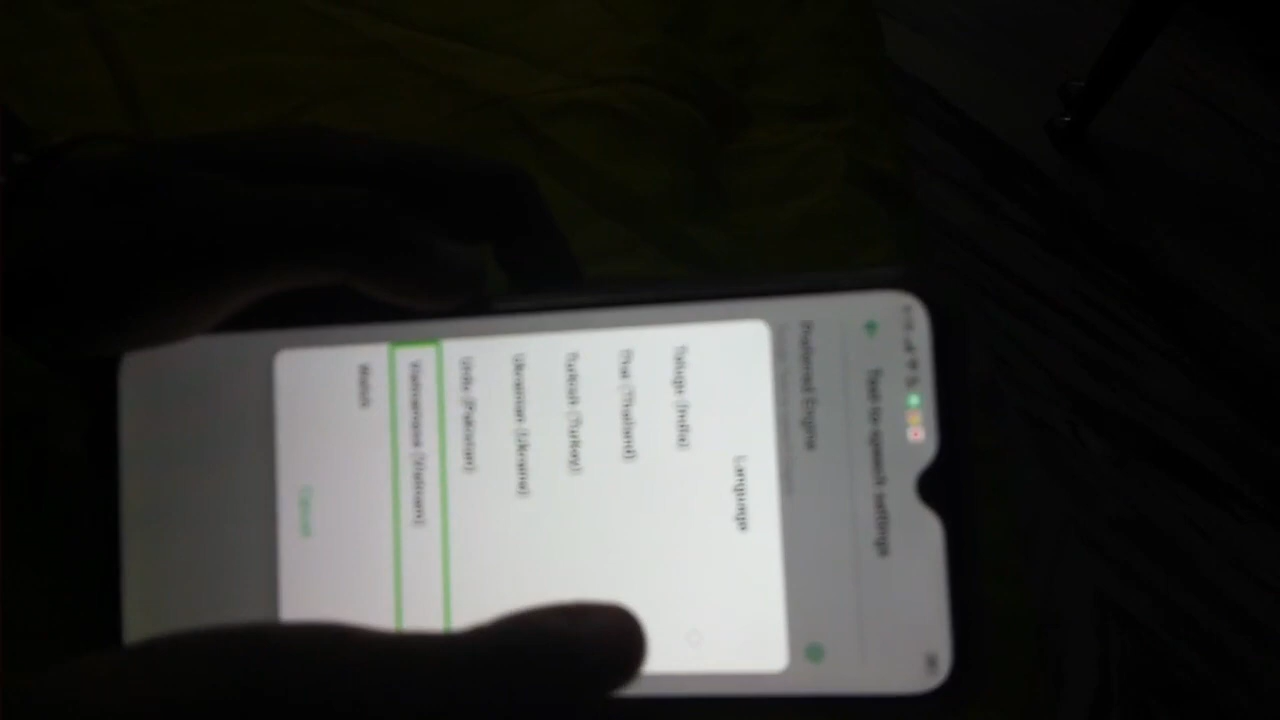 Text-to-speech settings
Preferred Engine
Language
Telugu (India)
Thai (Thailand)
Turkish (Turkey)
Ukrainian (Ukraine)
Urdu (Pakistan)
Vietnamese (Vietnam)
Welsh
Cancel